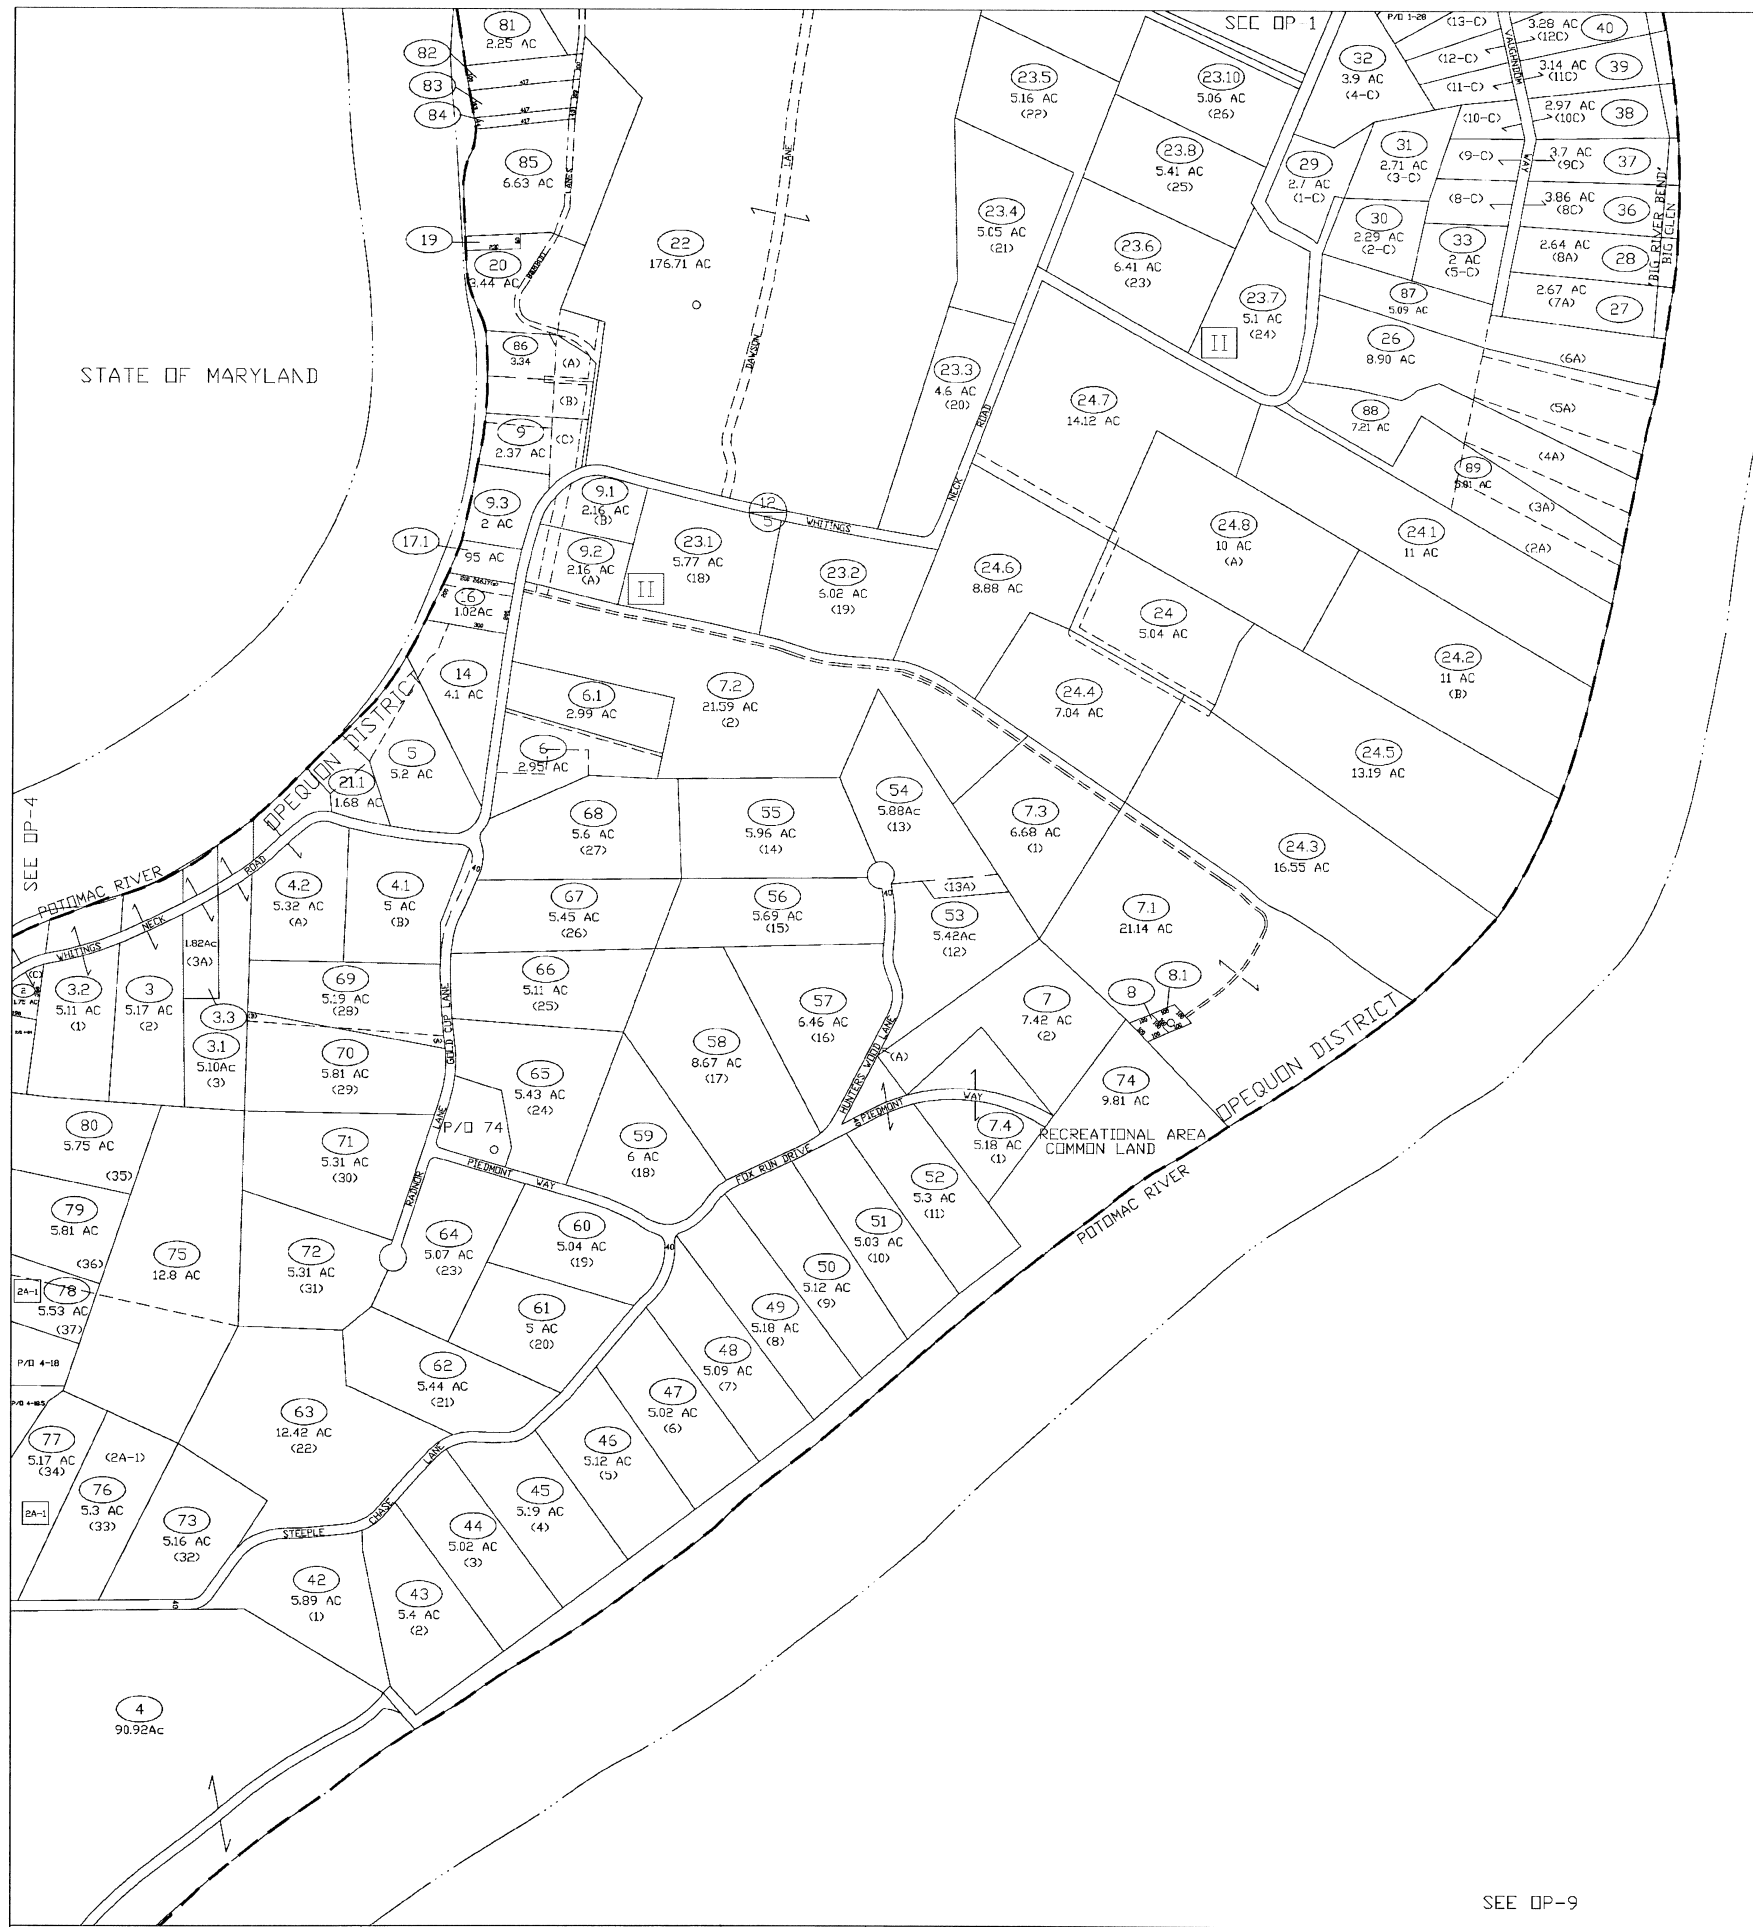 81
2.25 AC
82
83
84
417
417
417
85
6.63 AC
LANE
19
20
3.44 AC
22
176.71 AC
DAWSON
LANE
STATE OF MARYLAND
86
3.34
(A)
(B)
(C)
9
2.37 AC
9.3
2 AC
17.1
95 AC
1.02Ac
300
9.1
2.16 AC
(B)
9.2
2.16 AC
(A)
II
23.1
5.77 AC
(18)
12
5
WHITINGS
NECK
ROAD
23.2
6.02 AC
(19)
23.3
4.6 AC
(20)
23.4
5.05 AC
(21)
23.5
5.16 AC
(22)
23.10
5.06 AC
(26)
23.8
5.41 AC
(25)
23.6
6.41 AC
(23)
23.7
5.1 AC
(24)
II
SEE OP-1
P/O 1-28
32
3.9 AC
(4-C)
(13-C)
(12-C)
(11-C)
(10-C)
(9-C)
(8-C)
VAUGHNDOM
WAY
3.28 AC
(12C)
40
3.14 AC
(11C)
39
2.97 AC
(10C)
38
3.7 AC
(9C)
37
3.86 AC
(8C)
36
2.64 AC
(8A)
28
2.67 AC
(7A)
27
'BIG RIVER BEND'
BIG GLEN
29
2.7 AC
(1-C)
31
2.71 AC
(3-C)
30
2.29 AC
(2-C)
33
2 AC
(5-C)
87
5.09 AC
26
8.90 AC
(6A)
(5A)
(4A)
(3A)
(2A)
88
7.21 AC
89
5.01 AC
24.7
14.12 AC
24.8
10 AC
(A)
24.1
11 AC
24.6
8.88 AC
24
5.04 AC
24.2
11 AC
(B)
24.4
7.04 AC
24.5
13.19 AC
24.3
16.55 AC
14
4.1 AC
6.1
2.99 AC
7.2
21.59 AC
(2)
6
2.95 AC
5
5.2 AC
21.1
1.68 AC
OPEQUON DISTRICT
SEE OP-4
POTOMAC RIVER
WHITINGS
NECK
ROAD
68
5.6 AC
(27)
55
5.96 AC
(14)
54
5.88Ac
(13)
7.3
6.68 AC
(1)
4.2
5.32 AC
(A)
4.1
5 AC
(B)
40
67
5.45 AC
(26)
56
5.69 AC
(15)
40
(13A)
53
5.42Ac
(12)
7.1
21.14 AC
8
8.1
1.82Ac
(3A)
(C)
2
3.2
5.11 AC
(1)
3
5.17 AC
(2)
3.3
3.1
5.10Ac
(3)
69
5.19 AC
(28)
66
5.11 AC
(25)
57
6.46 AC
(16)
7
7.42 AC
(2)
GOLD CUP LANE
70
5.81 AC
(29)
65
5.43 AC
(24)
58
8.67 AC
(17)
HUNTERS WOOD LANE
(A)
74
9.81 AC
OPEQUON DISTRICT
80
5.75 AC
(35)
71
5.31 AC
(30)
LANE
RADNOR
P/O 74
PIEDMONT
WAY
59
6 AC
(18)
FOX RUN DRIVE
PIEDMONT
WAY
7.4
5.18 AC
(1)
RECREATIONAL AREA
COMMON LAND
52
5.3 AC
(11)
POTOMAC RIVER
79
5.81 AC
(36)
75
12.8 AC
72
5.31 AC
(31)
64
5.07 AC
(23)
60
5.04 AC
(19)
40
51
5.03 AC
(10)
50
5.12 AC
(9)
2A-1
78
5.53 AC
(37)
61
5 AC
(20)
49
5.18 AC
(8)
P/O 4-18
62
5.44 AC
(21)
48
5.09 AC
(7)
63
12.42 AC
(22)
47
5.02 AC
(6)
77
5.17 AC
(34)
(2A-1)
46
5.12 AC
(5)
2A-1
76
5.3 AC
(33)
73
5.16 AC
(32)
STEEPLE
CHASE
LANE
45
5.19 AC
(4)
44
5.02 AC
(3)
42
5.89 AC
(1)
43
5.4 AC
(2)
40
4
90.92Ac
SEE OP-9